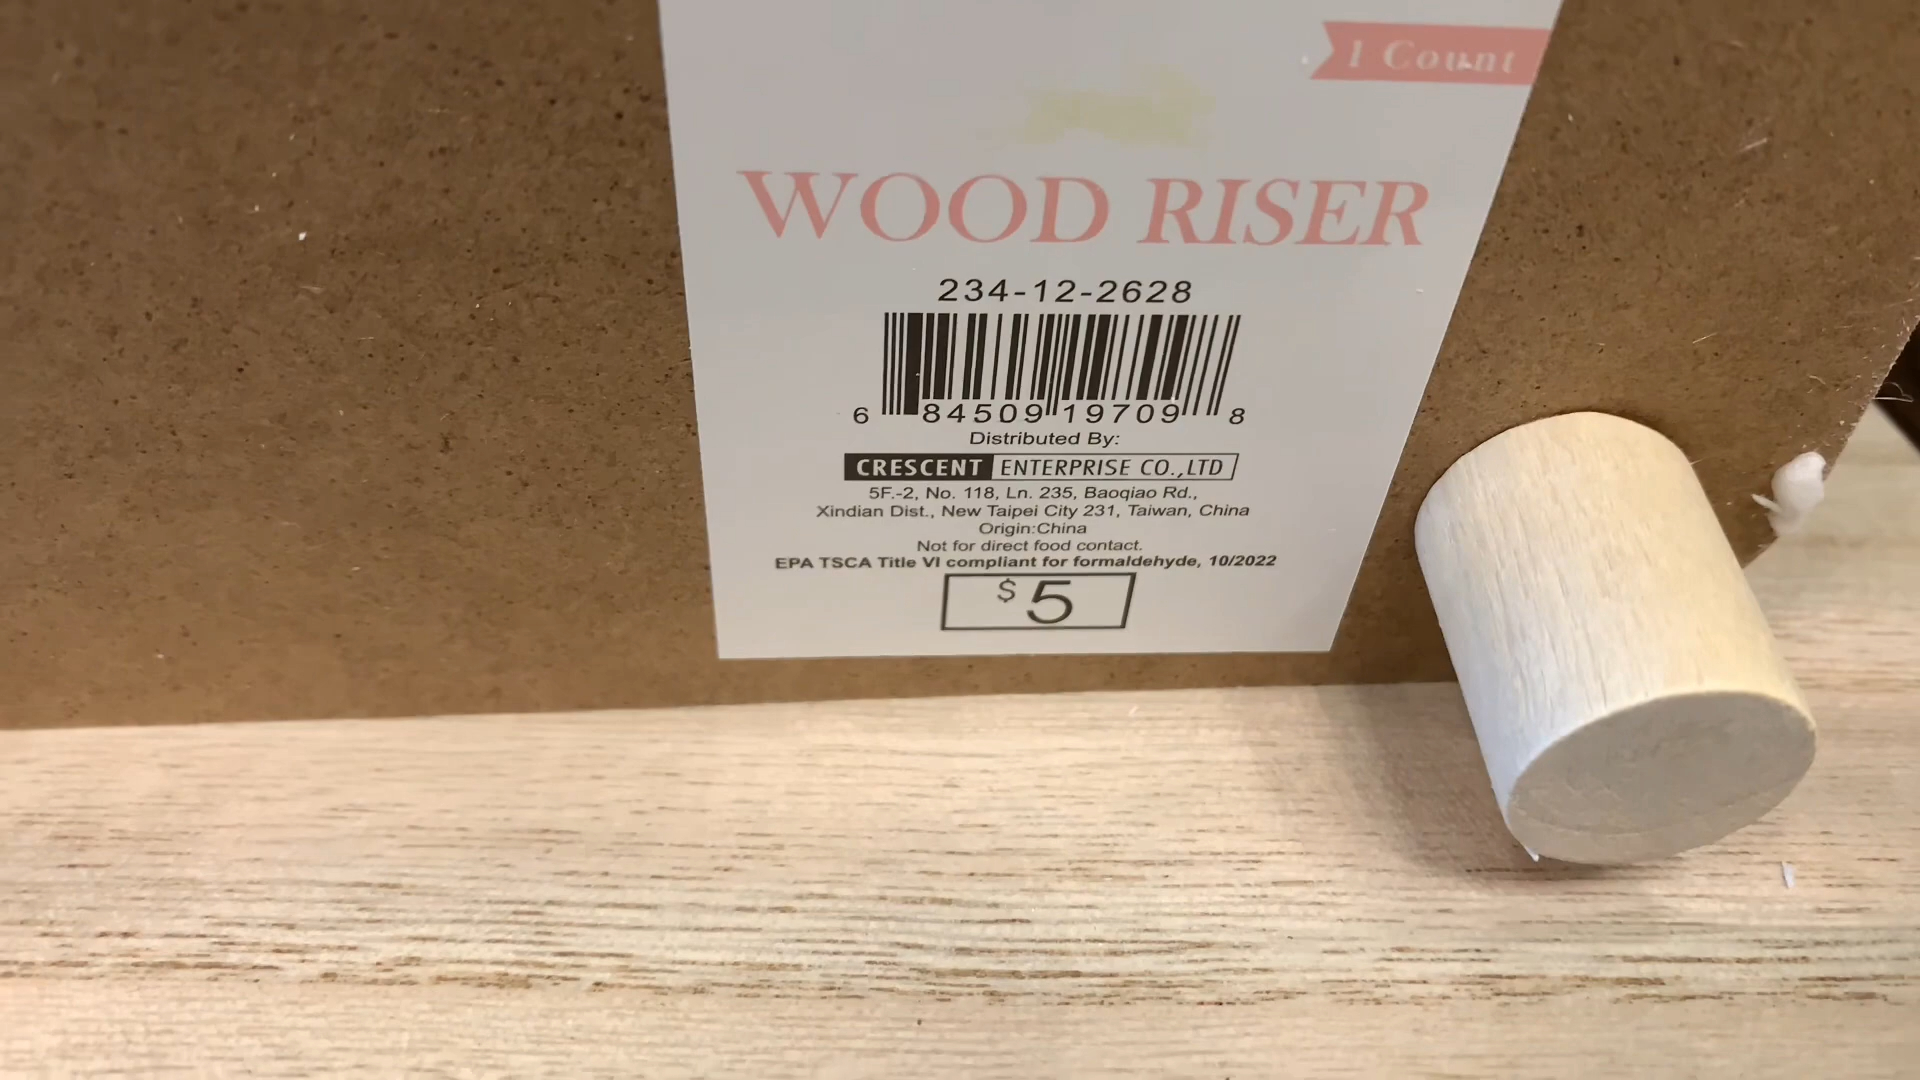 1 Count
WOOD RISER
234-12-2628
6 84509 19709 8
Distributed By:
CRESCENT ENTERPRISE CO.,LTD
5F.-2, No. 118, Ln. 235, Baoqiao Rd.,
Xindian Dist., New Taipei City 231, Taiwan, China
Origin:China
Not for direct food contact.
EPA TSCA Title VI compliant for formaldehyde, 10/2022
$5